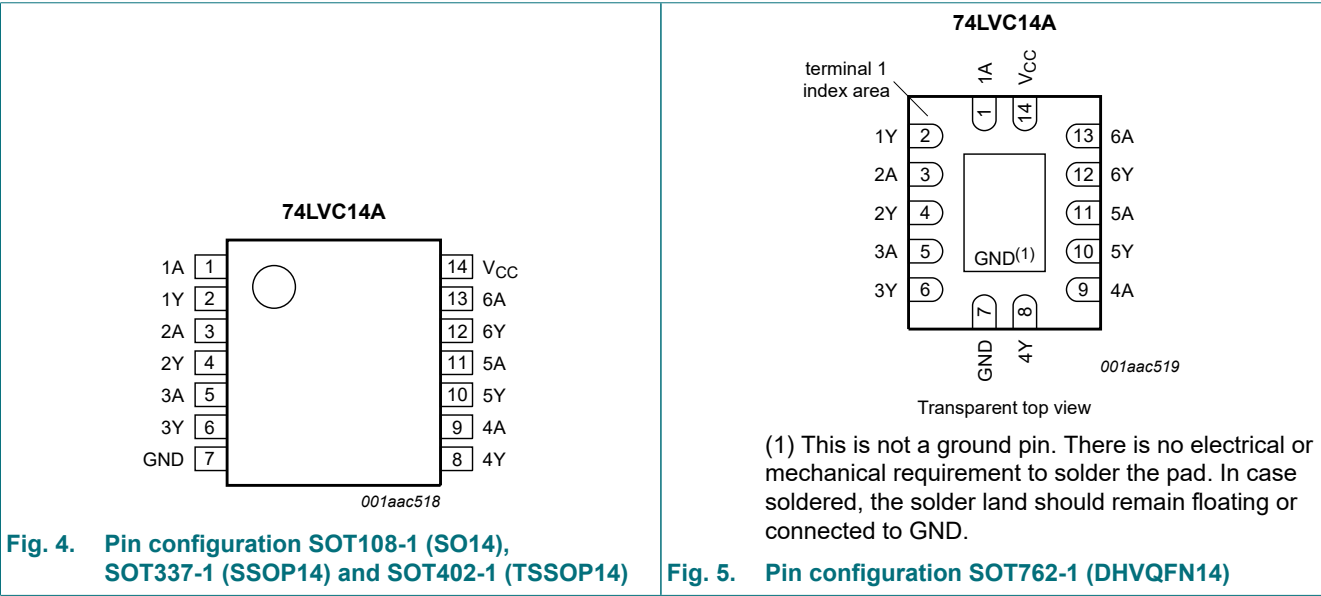 74LVC14A
1A 1
1Y 2
2A 3
2Y 4
3A 5
3Y 6
GND 7
14 VCC
13 6A
12 6Y
11 5A
10 5Y
9 4A
8 4Y
001aac518
Fig. 4. Pin configuration SOT108-1 (SO14),
SOT337-1 (SSOP14) and SOT402-1 (TSSOP14)
74LVC14A
terminal 1
index area
1A
VCC
1
14
1Y 2
2A 3
2Y 4
3A 5
3Y 6
13 6A
12 6Y
11 5A
10 5Y
9 4A
GND(1)
7
8
GND
4Y
001aac519
Transparent top view
(1) This is not a ground pin. There is no electrical or
mechanical requirement to solder the pad. In case
soldered, the solder land should remain floating or
connected to GND.
Fig. 5. Pin configuration SOT762-1 (DHVQFN14)